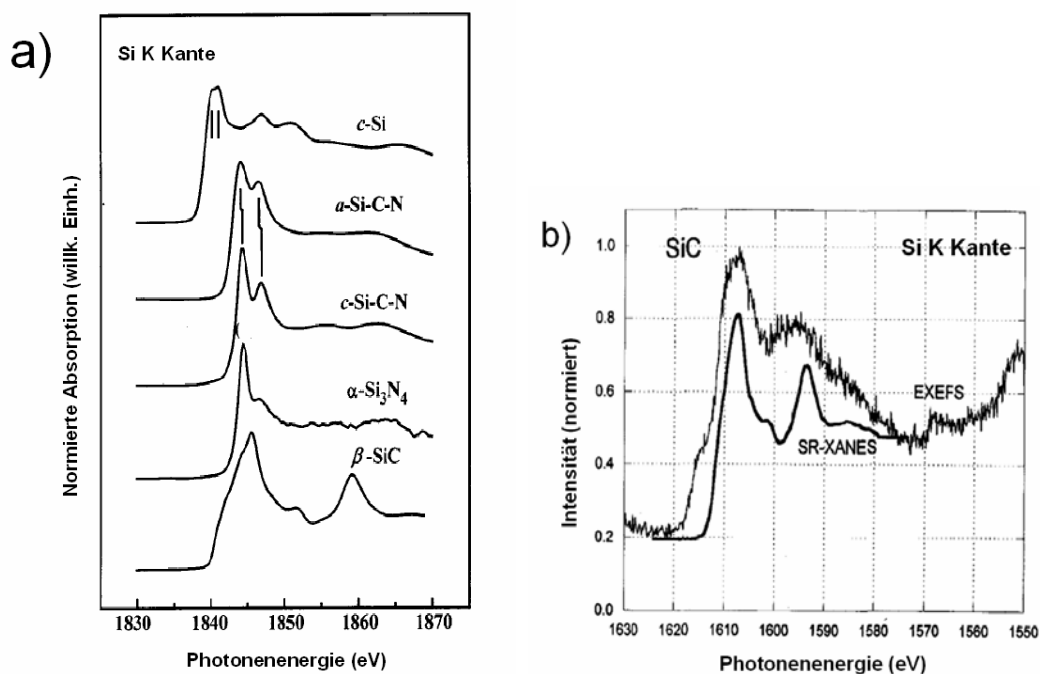 a)
Si K Kante
c-Si
a-Si-C-N
c-Si-C-N
α-Si3N4
β-SiC
Normierte Absorption (willk. Einh.)
1830 1840 1850 1860 1870
Photonenenergie (eV)
b)
SiC
Si K Kante
1.0
0.8
0.6
0.4
0.2
0.0
EXEFS
SR-XANES
Intensität (normiert)
1630 1620 1610 1600 1590 1580 1570 1560 1550
Photonenenergie (eV)